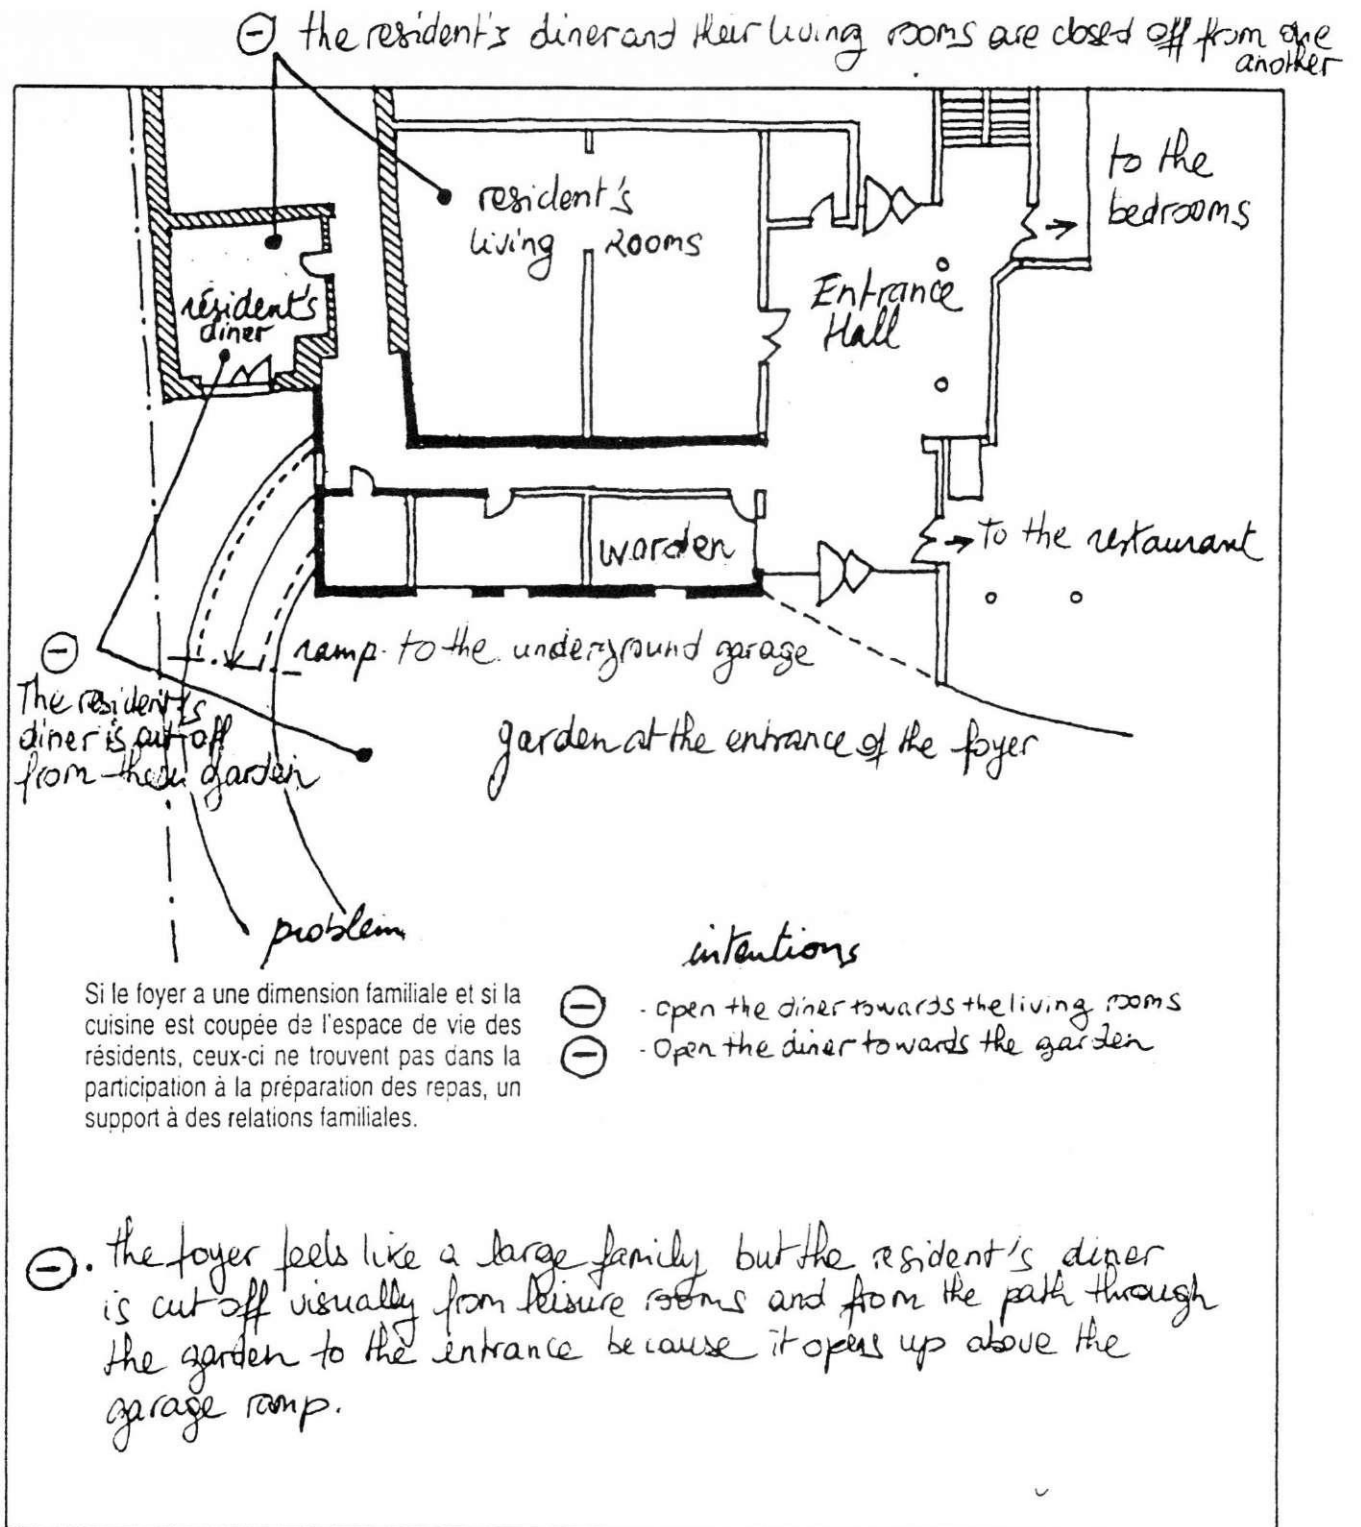 ⊖ the resident's diner and their living rooms are closed off from one
another
to the
bedrooms
resident's
living Rooms
Entrance
Hall
résident's
diner
warden
→ To the restaurant
ramp to the underground garage
⊖
The resident's
diner is cut off
from their garden
garden at the entrance of the foyer
problem
Si le foyer a une dimension familiale et si la
cuisine est coupée de l'espace de vie des
résidents, ceux-ci ne trouvent pas dans la
participation à la préparation des repas, un
support à des relations familiales.
intentions
⊖ - open the diner towards the living rooms
⊖ - Open the diner towards the garden
⊖. the foyer feels like a large family but the resident's diner
is cut off visually from leisure rooms and from the path through
the garden to the entrance because it opens up above the
garage ramp.